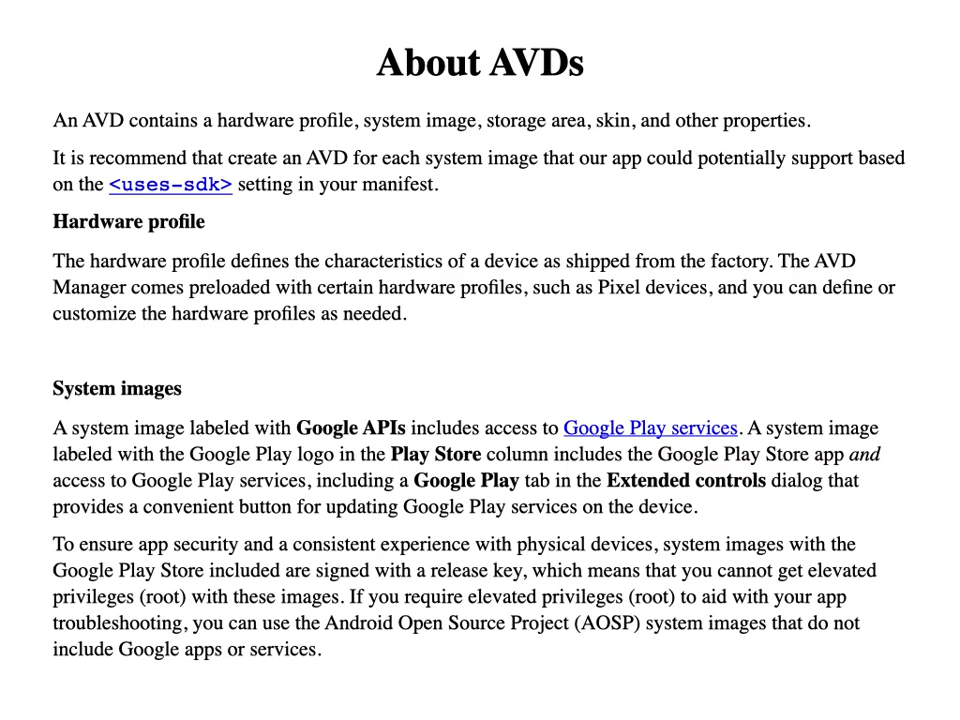 About AVDs
An AVD contains a hardware profile, system image, storage area, skin, and other properties.
It is recommend that create an AVD for each system image that our app could potentially support based
on the <uses-sdk> setting in your manifest.
Hardware profile
The hardware profile defines the characteristics of a device as shipped from the factory. The AVD
Manager comes preloaded with certain hardware profiles, such as Pixel devices, and you can define or
customize the hardware profiles as needed.
System images
A system image labeled with Google APIs includes access to Google Play services. A system image
labeled with the Google Play logo in the Play Store column includes the Google Play Store app and
access to Google Play services, including a Google Play tab in the Extended controls dialog that
provides a convenient button for updating Google Play services on the device.
To ensure app security and a consistent experience with physical devices, system images with the
Google Play Store included are signed with a release key, which means that you cannot get elevated
privileges (root) with these images. If you require elevated privileges (root) to aid with your app
troubleshooting, you can use the Android Open Source Project (AOSP) system images that do not
include Google apps or services.